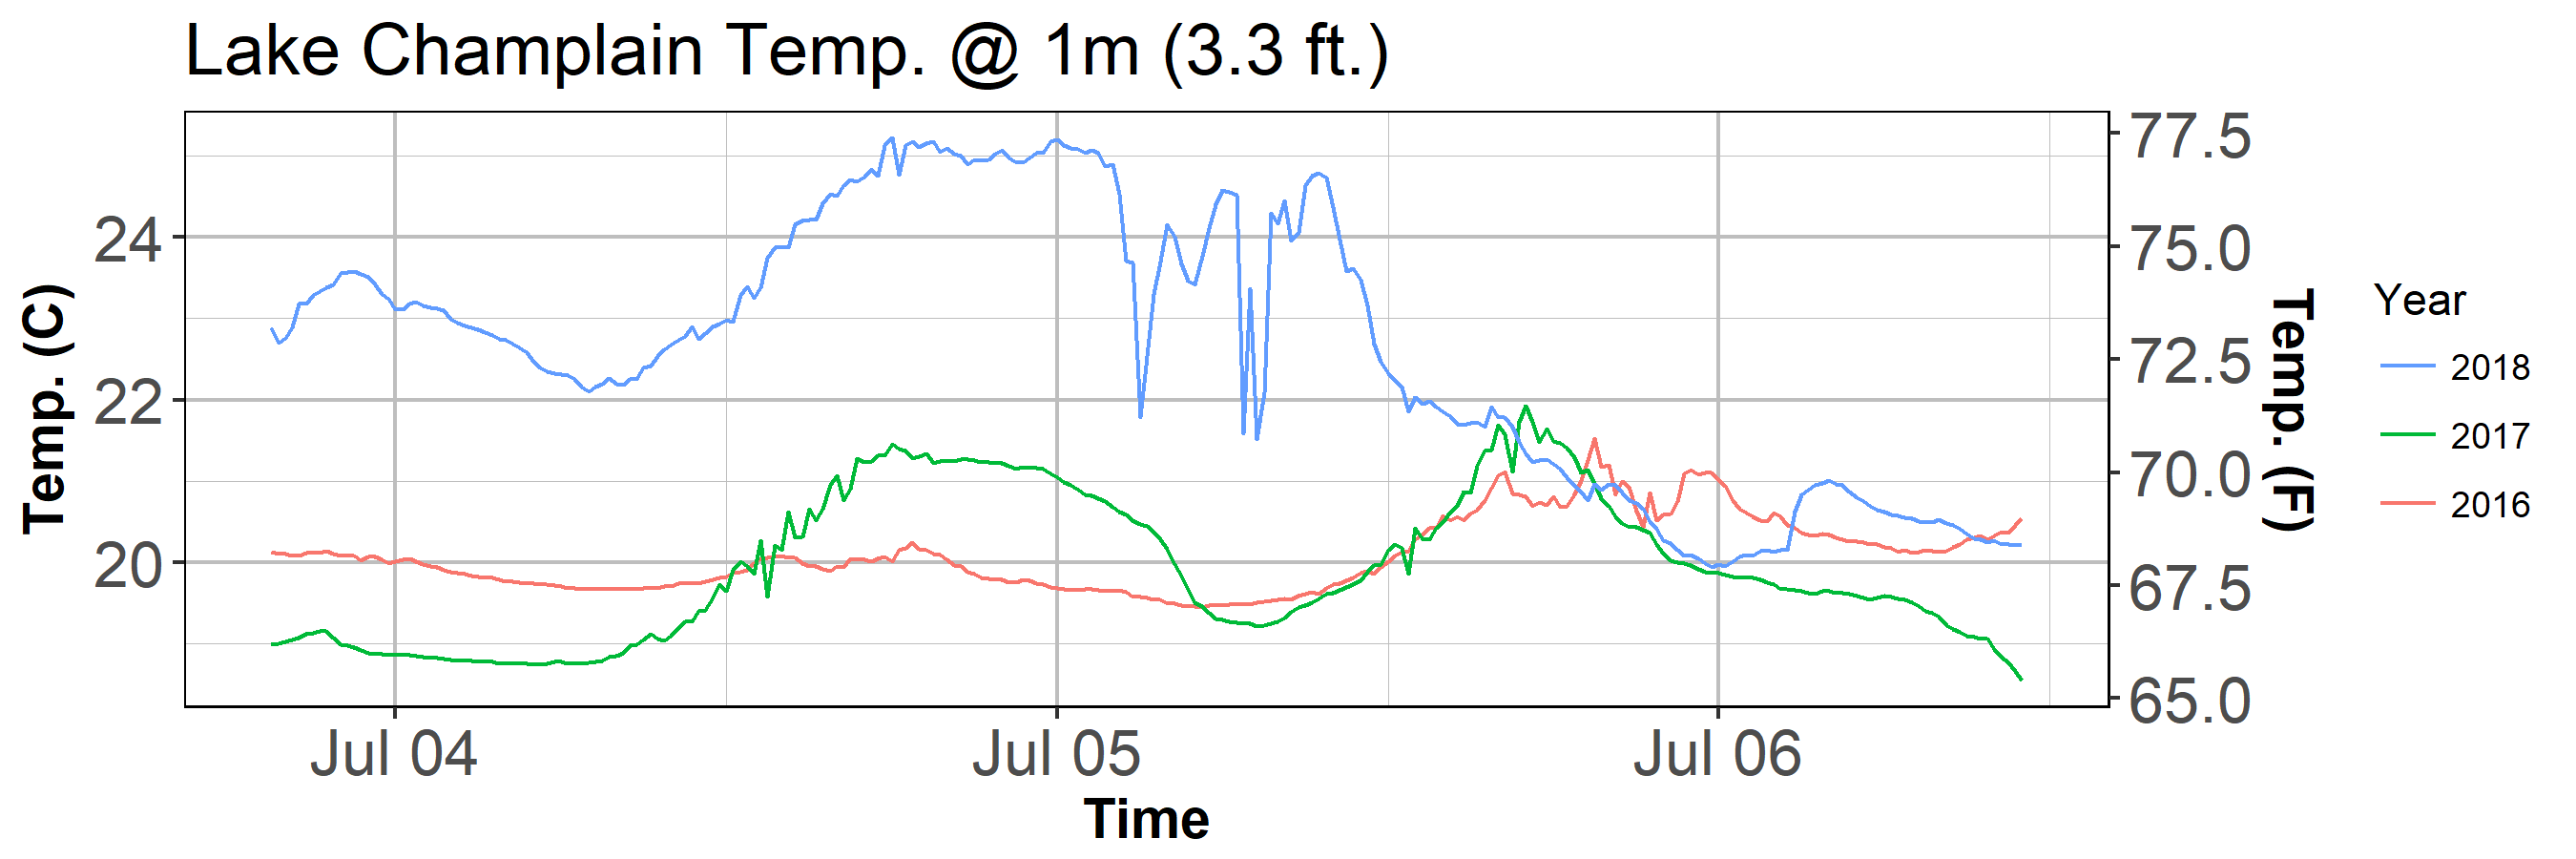 Lake Champlain Temp. @ 1m (3.3 ft.)
Temp. (C)
24
22
20
77.5
75.0
72.5
70.0
67.5
65.0
Temp. (F)
Jul 04
Jul 05
Jul 06
Time
Year
2018
2017
2016